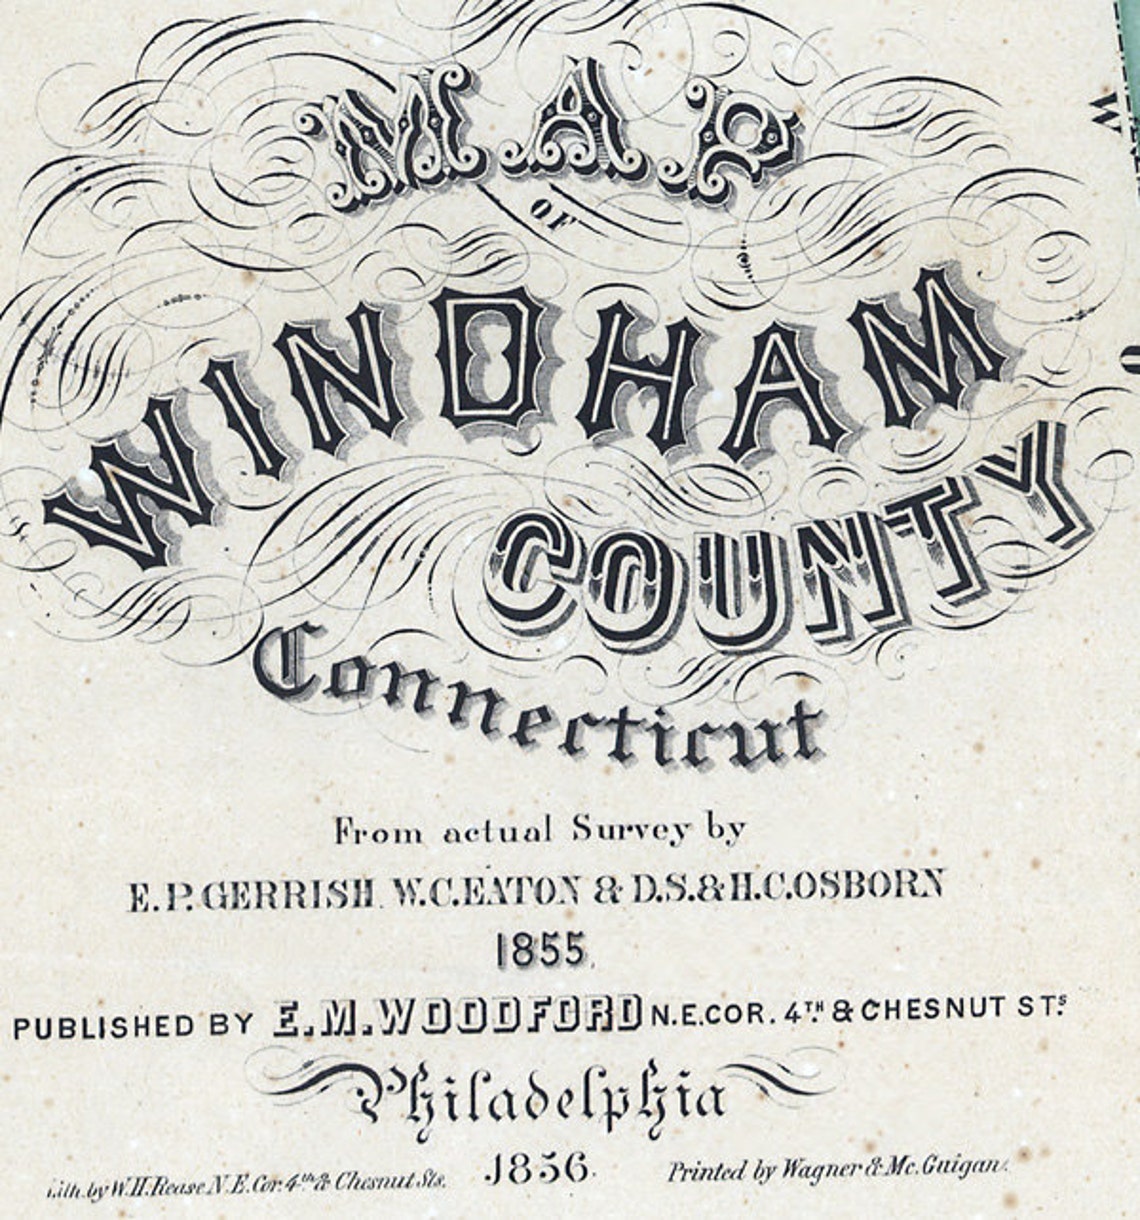 MAP
OF
WINDHAM
COUNTY
Connecticut
From actual Survey by
E.P. GERRISH. W.C. EATON & D.S. & H.C. OSBORN
1855.
PUBLISHED BY E.M. WOODFORD N.E. COR. 4TH. & CHESNUT STS.
Philadelphia
1856.
Lith. by W.H. Rease N.E. Cor. 4th & Chesnut Sts.
Printed by Wagner & Mc. Guigan.